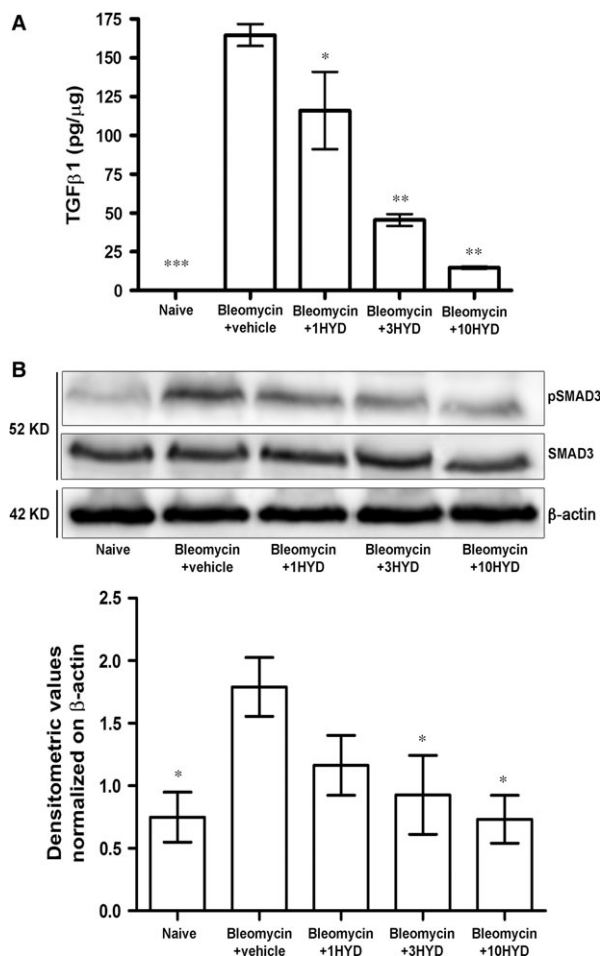 A
TGFβ1 (pg/μg)
175
150
125
100
75
50
25
0
*
**
**
***
Naive Bleomycin Bleomycin Bleomycin Bleomycin
+vehicle +1HYD +3HYD +10HYD
B
pSMAD3
52 KD
SMAD3
42 KD
β-actin
Naive Bleomycin Bleomycin Bleomycin Bleomycin
+vehicle +1HYD +3HYD +10HYD
Densitometric values
normalized on β-actin
2.5
2.0
1.5
1.0
0.5
0.0
*
*
*
Naive Bleomycin Bleomycin Bleomycin Bleomycin
+vehicle +1HYD +3HYD +10HYD